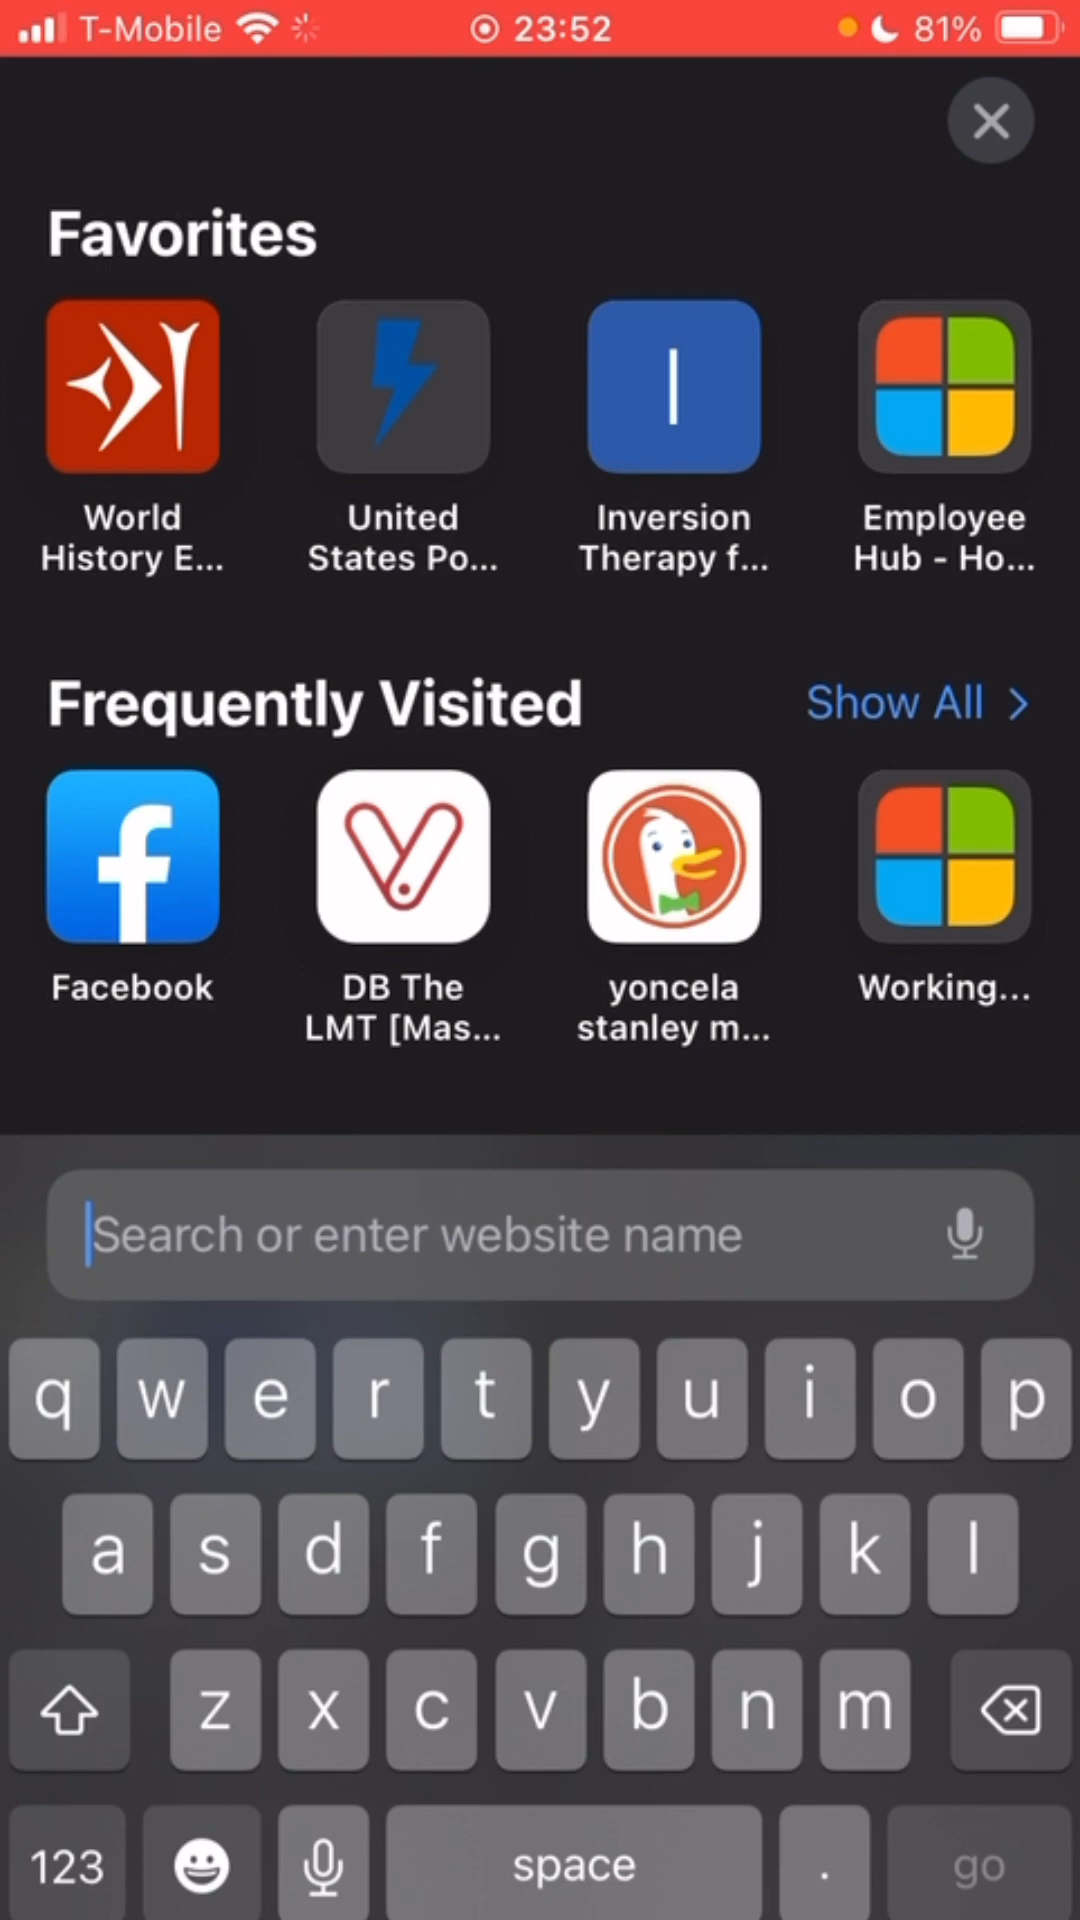 T-Mobile 23:52 81%
Favorites
World
History E...
United
States Po...
Inversion
Therapy f...
Employee
Hub - Ho...
Frequently Visited Show All
Facebook
DB The
LMT [Mas...
yoncela
stanley m...
Working...
Search or enter website name
q w e r t y u i o p
a s d f g h j k l
z x c v b n m
123 space . go